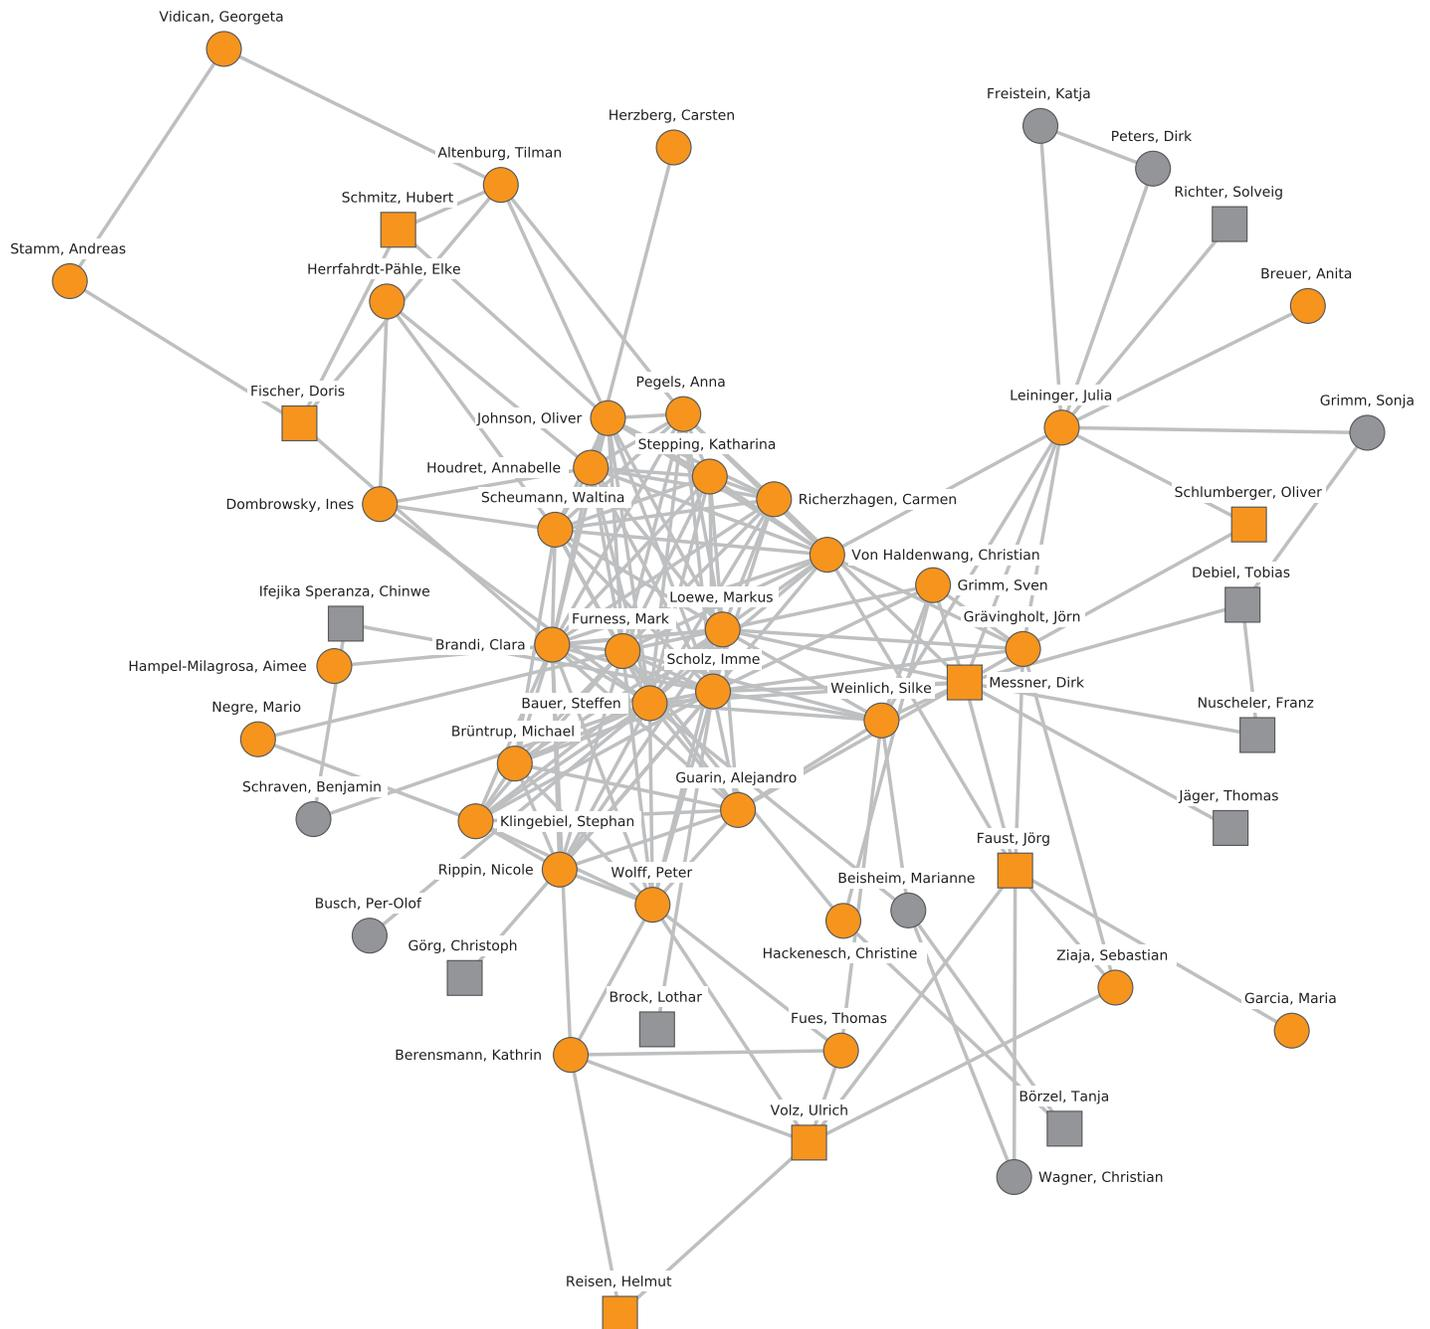 Vidican, Georgeta
Freistein, Katja
Herzberg, Carsten
Peters, Dirk
Altenburg, Tilman
Richter, Solveig
Schmitz, Hubert
Stamm, Andreas
Herrfahrdt-Pähle, Elke
Breuer, Anita
Pegels, Anna
Fischer, Doris
Leininger, Julia
Grimm, Sonja
Johnson, Oliver
Stepping, Katharina
Houdret, Annabelle
Schlumberger, Oliver
Scheumann, Waltina
Richerzhagen, Carmen
Dombrowsky, Ines
Von Haldenwang, Christian
Debiel, Tobias
Grimm, Sven
Ifejika Speranza, Chinwe
Loewe, Markus
Grävingholt, Jörn
Furness, Mark
Brandi, Clara
Scholz, Imme
Hampel-Milagrosa, Aimee
Messner, Dirk
Weinlich, Silke
Bauer, Steffen
Nuscheler, Franz
Negre, Mario
Brüntrup, Michael
Guarin, Alejandro
Schraven, Benjamin
Jäger, Thomas
Klingebiel, Stephan
Faust, Jörg
Rippin, Nicole
Wolff, Peter
Beisheim, Marianne
Busch, Per-Olof
Görg, Christoph
Hackenesch, Christine
Ziaja, Sebastian
Brock, Lothar
Garcia, Maria
Fues, Thomas
Berensmann, Kathrin
Börzel, Tanja
Volz, Ulrich
Wagner, Christian
Reisen, Helmut